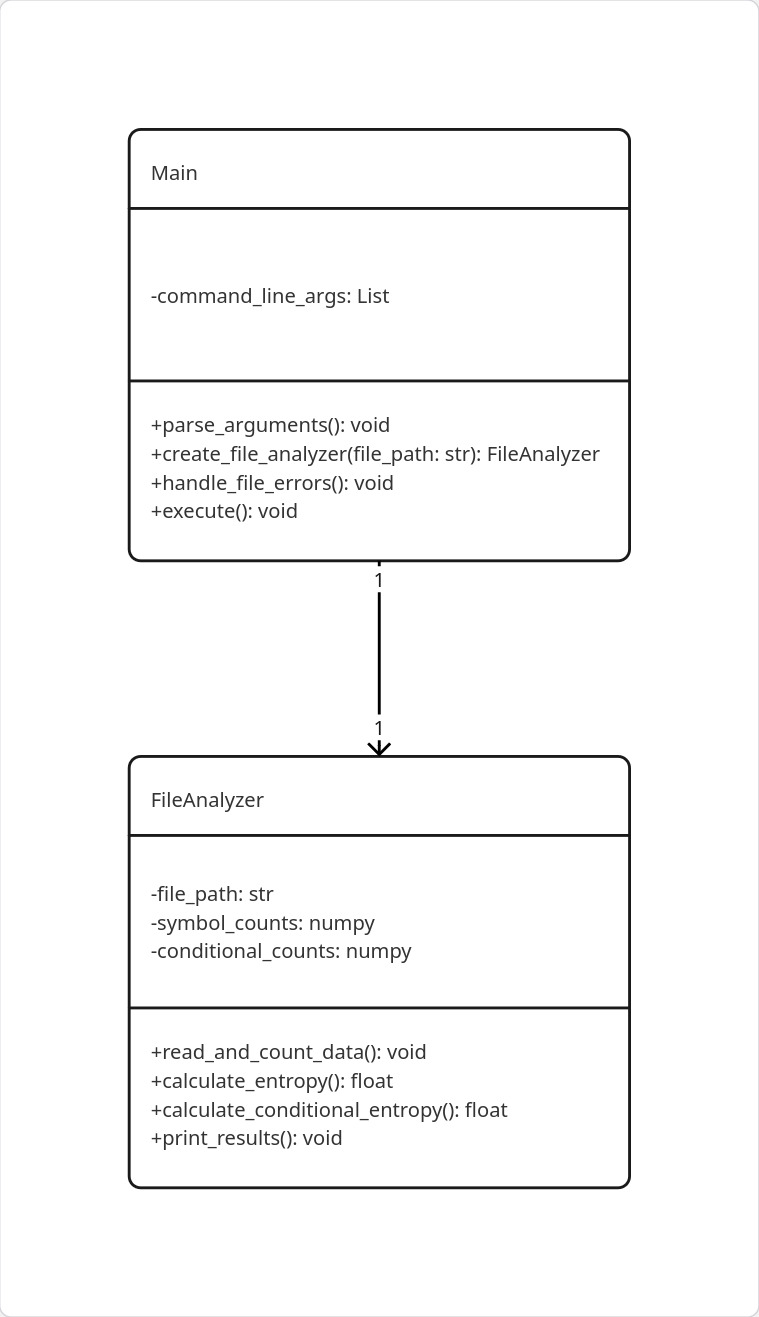 Main
-command_line_args: List
+parse_arguments(): void
+create_file_analyzer(file_path: str): FileAnalyzer
+handle_file_errors(): void
+execute(): void
1
1
FileAnalyzer
-file_path: str
-symbol_counts: numpy
-conditional_counts: numpy
+read_and_count_data(): void
+calculate_entropy(): float
+calculate_conditional_entropy(): float
+print_results(): void